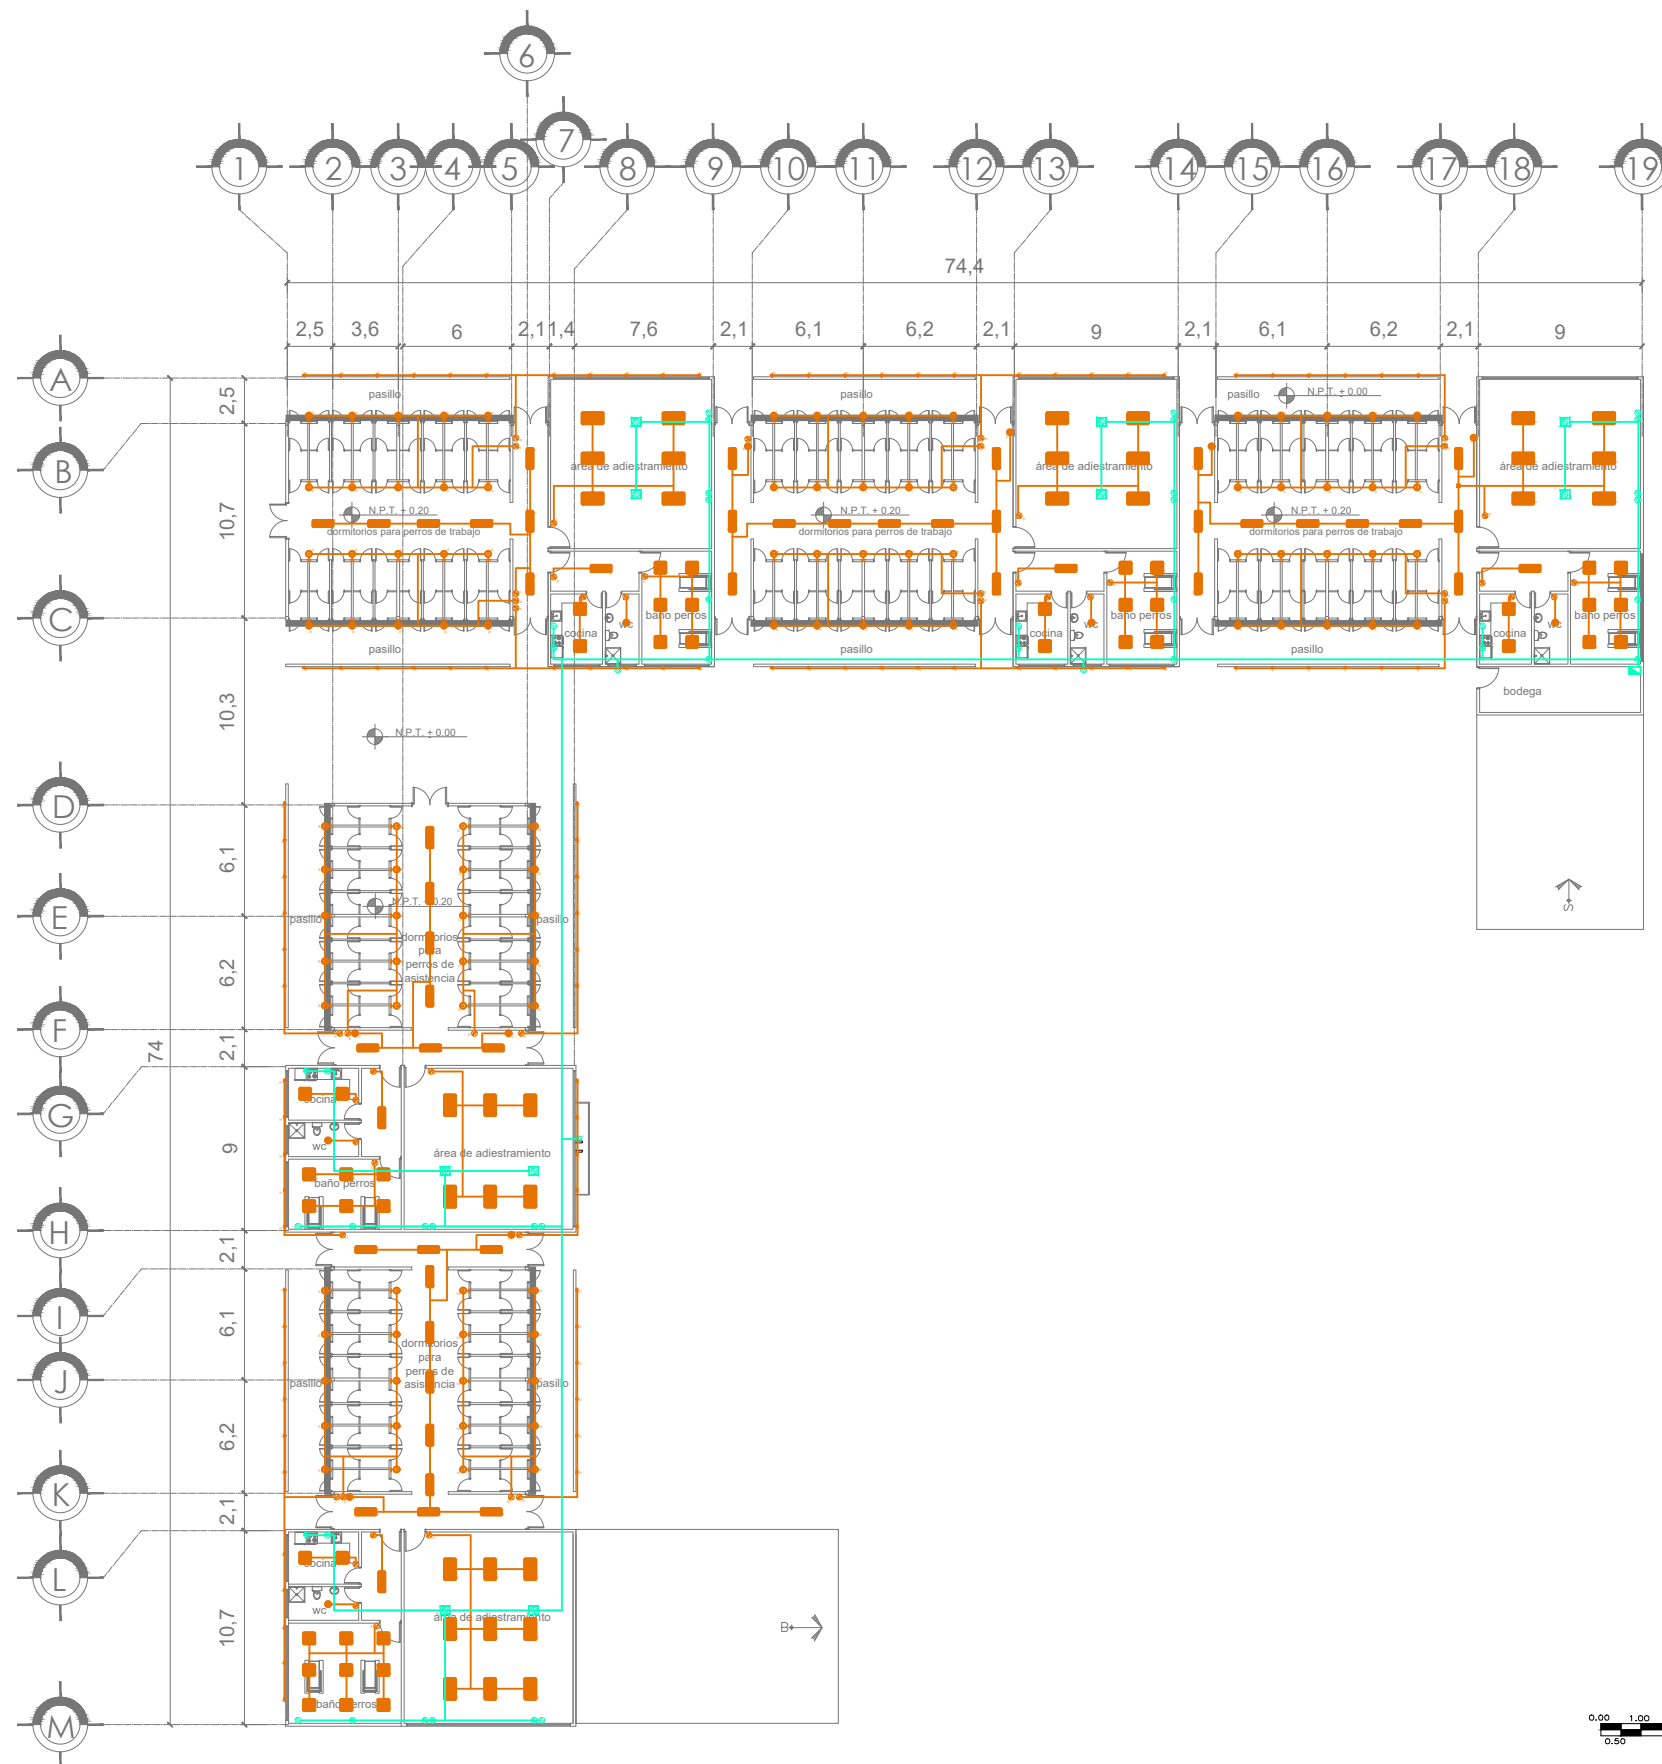 6
7
1 2 3 4 5 8 9 10 11 12 13 14 15 16 17 18 19
74,4
2,5 3,6 6 2,1 1,4 7,6 2,1 6,1 6,2 2,1 9 2,1 6,1 6,2 2,1 9
A
2,5
pasillo pasillo pasillo N.P.T. ± 0.00
B
área de adiestramiento área de adiestramiento área de adiestramiento
10,7
N.P.T. + 0.20 N.P.T. + 0.20 N.P.T. + 0.20
dormitorios para perros de trabajo dormitorios para perros de trabajo dormitorios para perros de trabajo
C
cocina wc baño perros cocina wc baño perros cocina wc baño perros
pasillo pasillo pasillo
bodega
10,3
N.P.T. ± 0.00
D
6,1
N.P.T. + 0.20
E
S
pasillo pasillo
dormitorios
para
perros de
asistencia
6,2
F
2,1
74
G
cocina
9
wc
área de adiestramiento
baño perros
H
2,1
I
6,1
dormitorios
para
perros de
asistencia
J
pasillo pasillo
6,2
K
2,1
L
cocina
wc
área de adiestramiento
10,7
B
baño perros
M
0.00 1.00
0.50